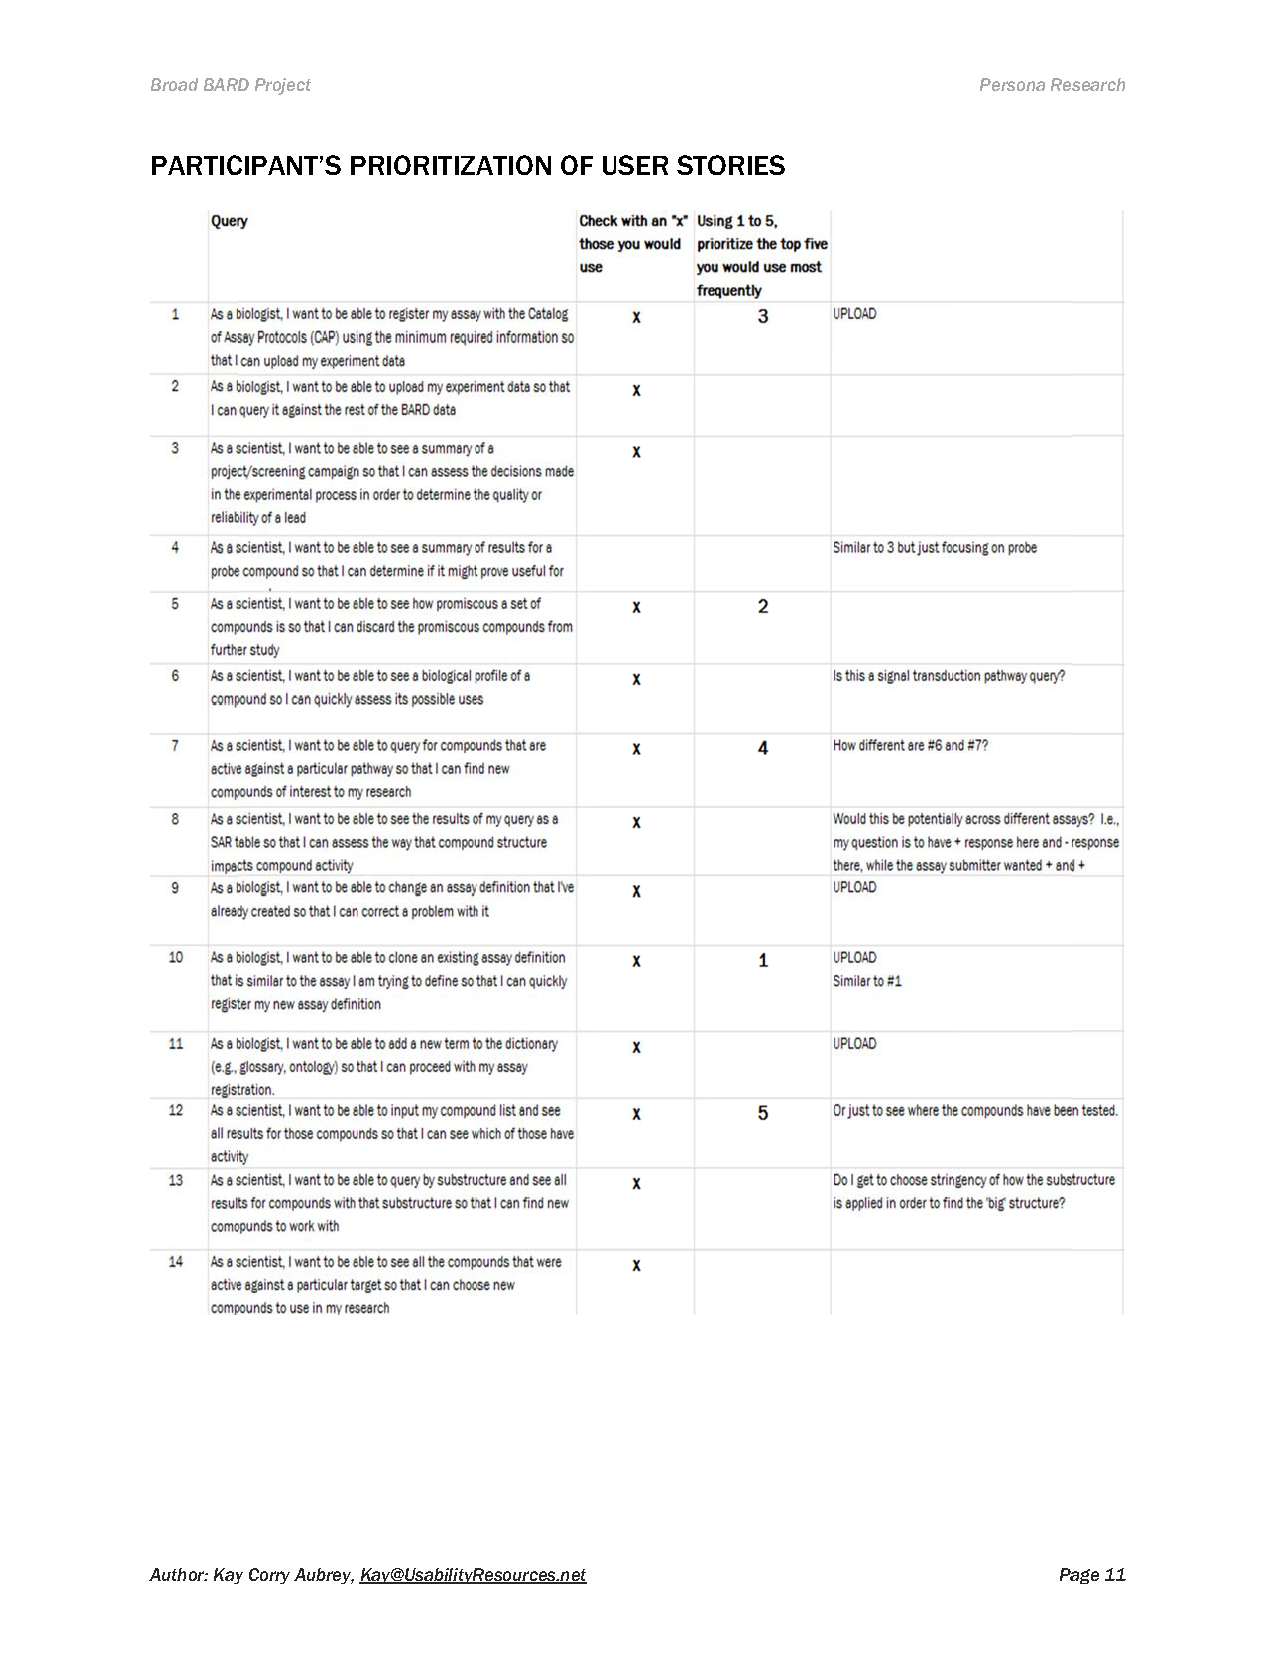 Broad BARD Project Persona Research
PARTICIPANT'S PRIORITIZATION OF USER STORIES
Query
Check with an "x"
those you would
use
Using 1 to 5,
prioritize the top five
you would use most
frequently
1 As a biologist, I want to be able to register my assay with the Catalog x 3 UPLOAD
of Assay Protocols (CAP) using the minimum required information so
that I can upload my experiment data
2 As a biologist, I want to be able to upload my experiment data so that x
I can query it against the rest of the BARD data
3 As a scientist, I want to be able to see a summary of a x
project/screening campaign so that I can assess the decisions made
in the experimental process in order to determine the quality or
reliability of a lead
4 As a scientist, I want to be able to see a summary of results for a Similar to 3 but just focusing on probe
probe compound so that I can determine if it might prove useful for
5 As a scientist, I want to be able to see how promiscous a set of x 2
compounds is so that I can discard the promiscous compounds from
further study
6 As a scientist, I want to be able to see a biological profile of a x Is this a signal transduction pathway query?
compound so I can quickly assess its possible uses
7 As a scientist, I want to be able to query for compounds that are x 4 How different are #6 and #7?
active against a particular pathway so that I can find new
compounds of interest to my research
8 As a scientist, I want to be able to see the results of my query as a x Would this be potentially across different assays? I.e.,
SAR table so that I can assess the way that compound structure my question is to have + response here and - response
impacts compound activity there, while the assay submitter wanted + and +
9 As a biologist, I want to be able to change an assay definition that I've x UPLOAD
already created so that I can correct a problem with it
10 As a biologist, I want to be able to clone an existing assay definition x 1 UPLOAD
that is similar to the assay I am trying to define so that I can quickly Similar to #1
register my new assay definition
11 As a biologist, I want to be able to add a new term to the dictionary x UPLOAD
(e.g., glossary, ontology) so that I can proceed with my assay
registration.
12 As a scientist, I want to be able to input my compound list and see x 5 Or just to see where the compounds have been tested.
all results for those compounds so that I can see which of those have
activity
13 As a scientist, I want to be able to query by substructure and see all x Do I get to choose stringency of how the substructure
results for compounds with that substructure so that I can find new is applied in order to find the 'big' structure?
comopunds to work with
14 As a scientist, I want to be able to see all the compounds that were x
active against a particular target so that I can choose new
compounds to use in my research
Author: Kay Corry Aubrey, Kay@UsabilityResources.net Page 11